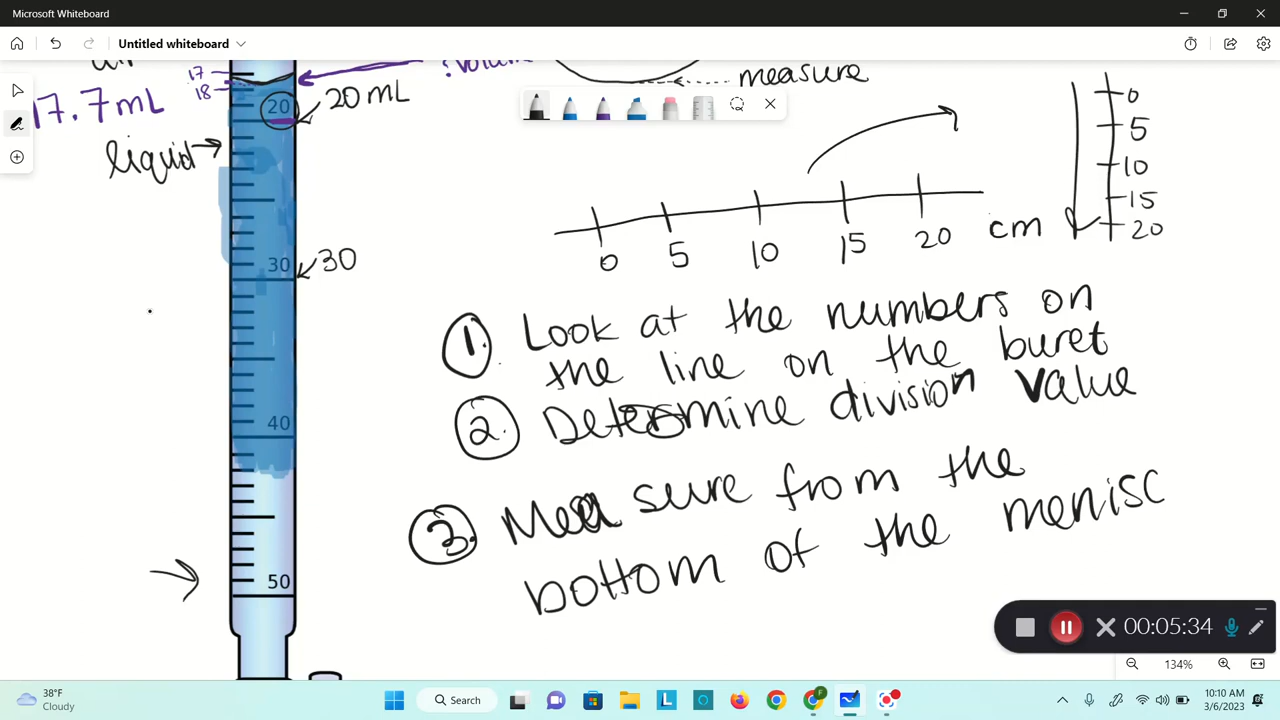 Microsoft Whiteboard
Untitled whiteboard
17
18
17.7mL
20
20 mL
liquid
30
30
40
50
measure
0
5
10
15
20
0
5
10
15
20
cm
1. Look at the numbers on
the line on the buret
2. Determine division value
3. Measure from the
bottom of the menisc
00:05:34
134%
38°F
Cloudy
Search
10:10 AM
3/6/2023